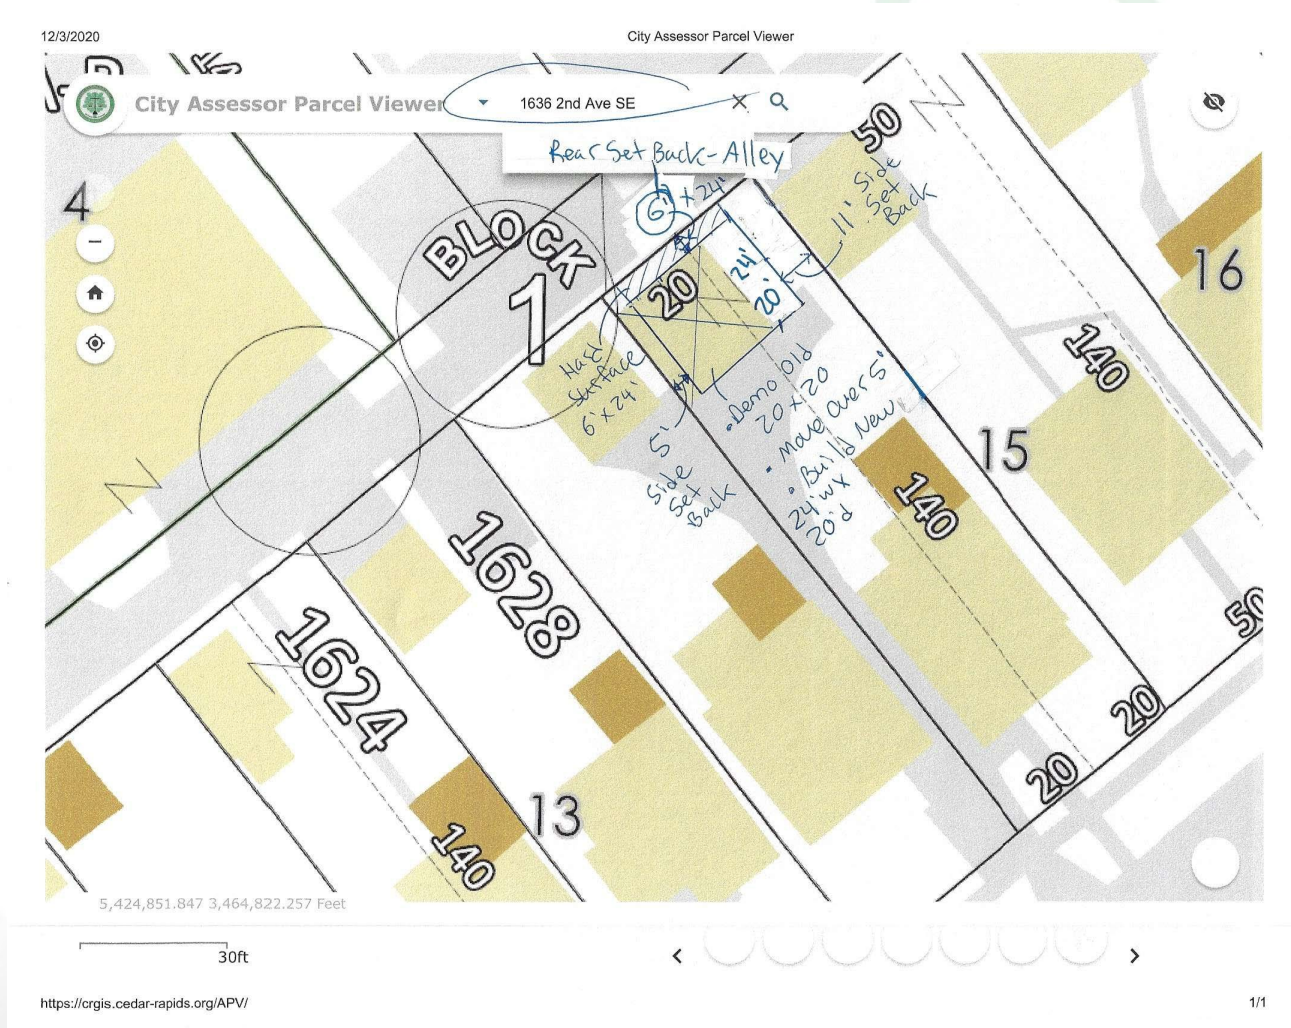 12/3/2020
City Assessor Parcel Viewer
City Assessor Parcel Viewer
1636 2nd Ave SE
Rear Set Back - Alley
6' x 24'
50
11' Side
Set
Back
4
BLOCK
1
20
24'
20'
16
140
Hard
Surface
6'x24'
5'
Side
Set
Back
• Demo Old
20 x 20
• Move Over 5'
• Build New
24'w x
20'd
15
140
1628
1624
50
20
20
13
140
5,424,851.847 3,464,822.257 Feet
30ft
https://crgis.cedar-rapids.org/APV/
1/1